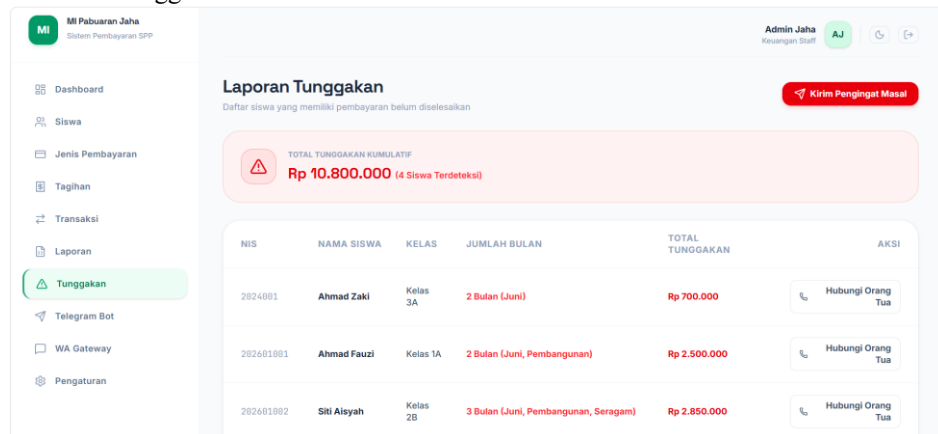 MI
MI Pabuaran Jaha
Sistem Pembayaran SPP
Admin Jaha
Keuangan Staff
AJ
Dashboard
Siswa
Jenis Pembayaran
Tagihan
Transaksi
Laporan
Tunggakan
Telegram Bot
WA Gateway
Pengaturan
Laporan Tunggakan
Daftar siswa yang memiliki pembayaran belum diselesaikan
Kirim Pengingat Masal
TOTAL TUNGGAKAN KUMULATIF
Rp 10.800.000 (4 Siswa Terdeteksi)
NIS NAMA SISWA KELAS JUMLAH BULAN TOTAL TUNGGAKAN AKSI
2024001 Ahmad Zaki Kelas 3A 2 Bulan (Juni) Rp 700.000 Hubungi Orang Tua
202601001 Ahmad Fauzi Kelas 1A 2 Bulan (Juni, Pembangunan) Rp 2.500.000 Hubungi Orang Tua
202601002 Siti Aisyah Kelas 2B 3 Bulan (Juni, Pembangunan, Seragam) Rp 2.850.000 Hubungi Orang Tua